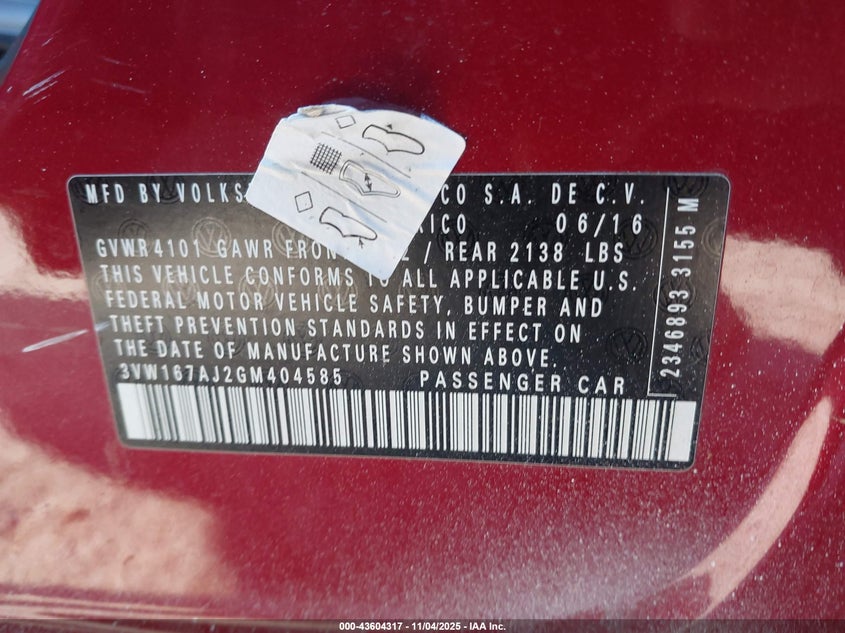 MFD BY VOLKS CO S.A. DE C.V.
06/16
GVWR 4101 GAWR FRON / REAR 2138 LBS
THIS VEHICLE CONFORMS TO ALL APPLICABLE U.S.
FEDERAL MOTOR VEHICLE SAFETY, BUMPER AND
THEFT PREVENTION STANDARDS IN EFFECT ON
THE DATE OF MANUFACTURE SHOWN ABOVE.
3VW167AJ2GM404585 PASSENGER CAR
2346893 3155 M
000-43604317 - 11/04/2025 - IAA Inc.